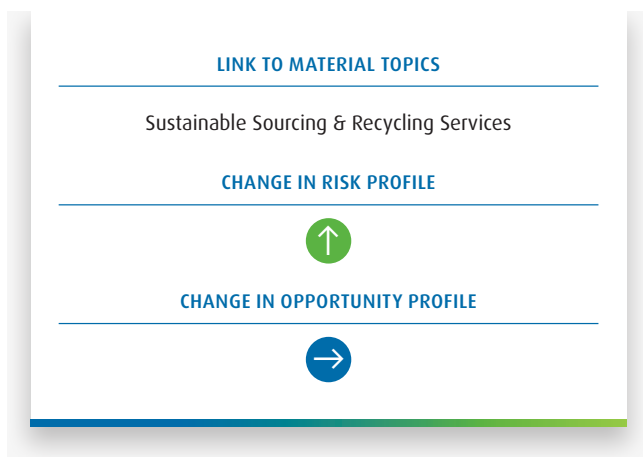 LINK TO MATERIAL TOPICS
Sustainable Sourcing & Recycling Services
CHANGE IN RISK PROFILE
↑
CHANGE IN OPPORTUNITY PROFILE
→